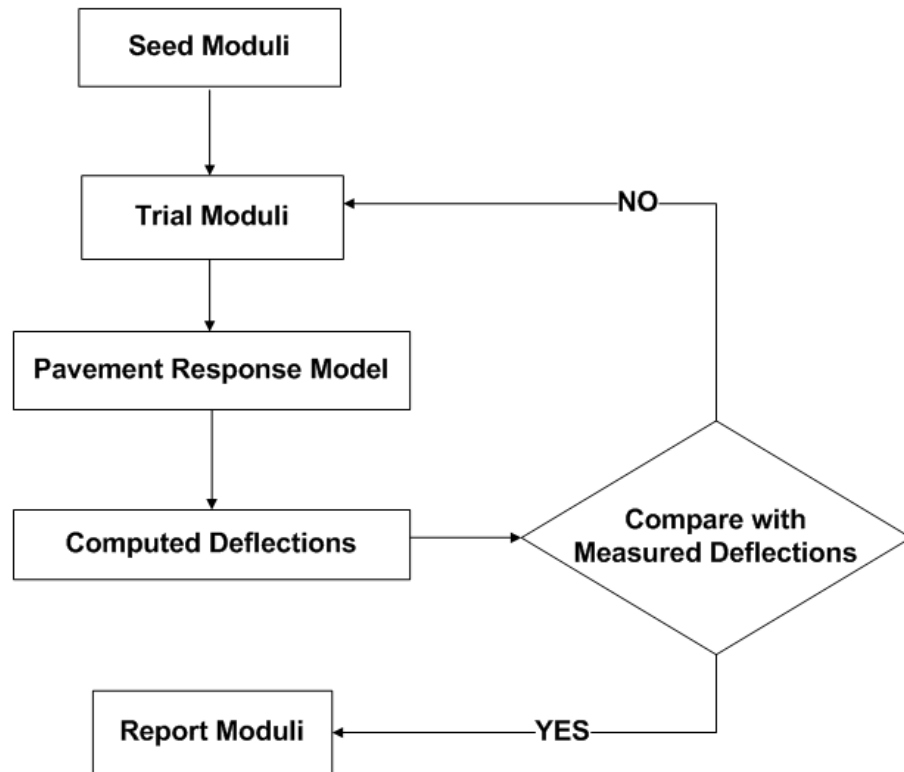 Seed Moduli
Trial Moduli
NO
Pavement Response Model
Computed Deflections
Compare with
Measured Deflections
Report Moduli
YES